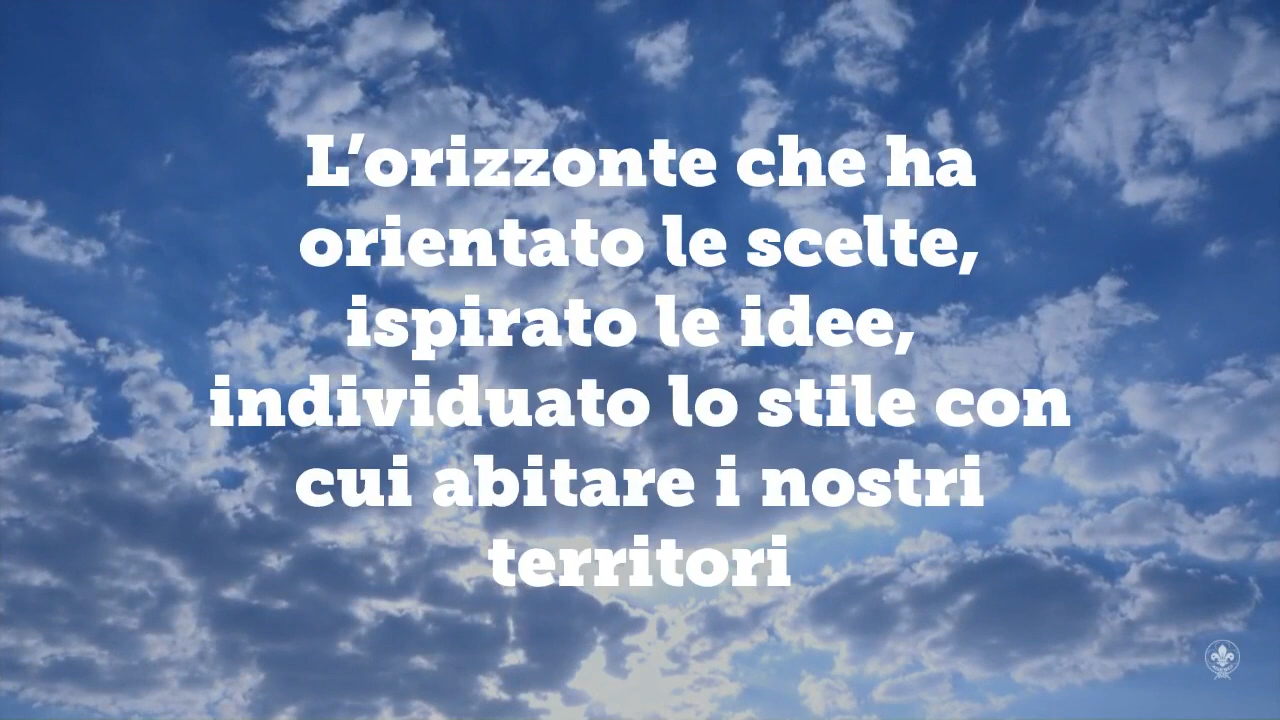 L’orizzonte che ha
orientato le scelte,
ispirato le idee,
individuato lo stile con
cui abitare i nostri
territori